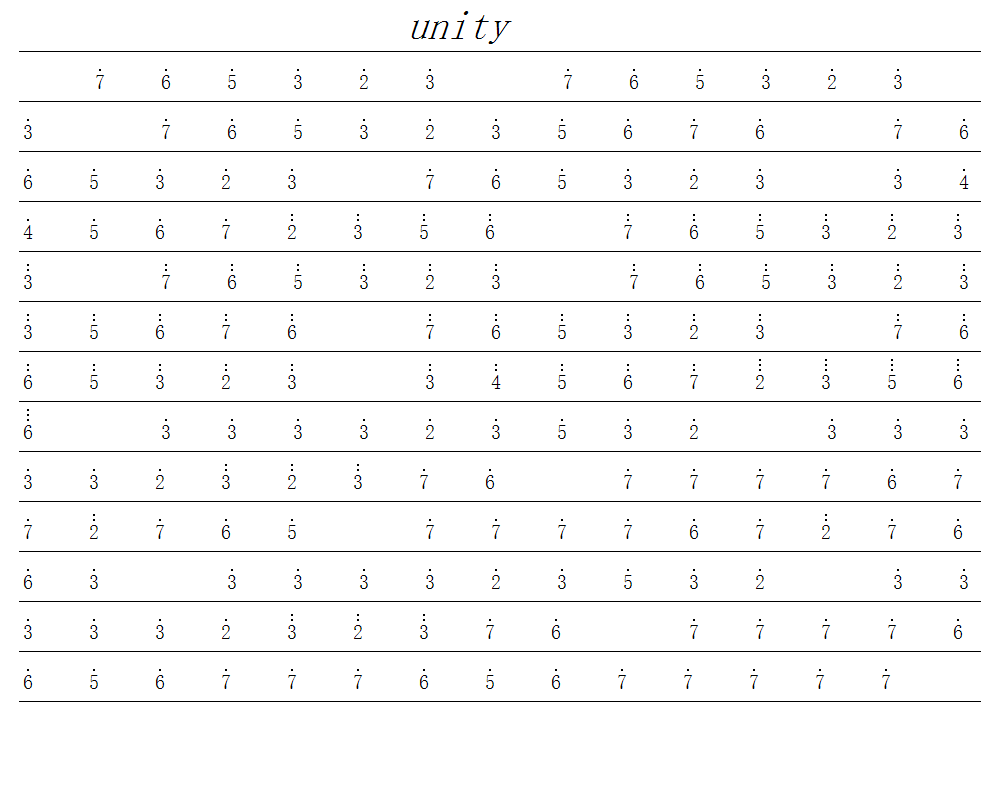 unity
7̇ 6̇ 5̇ 3̇ 2̇ 3̇ 7̇ 6̇ 5̇ 3̇ 2̇ 3̇
3̇ 7̇ 6̇ 5̇ 3̇ 2̇ 3̇ 5̇ 6̇ 7̇ 6̇ 7̇ 6̇
6̇ 5̇ 3̇ 2̇ 3̇ 7̇ 6̇ 5̇ 3̇ 2̇ 3̇ 3̇ 4̇
4̇ 5̇ 6̇ 7̇ 2̇̇ 3̇̇ 5̇̇ 6̇̇ 7̇̇ 6̇̇ 5̇̇ 3̇̇ 2̇̇ 3̇̇
3̇̇ 7̇̇ 6̇̇ 5̇̇ 3̇̇ 2̇̇ 3̇̇ 7̇̇ 6̇̇ 5̇̇ 3̇̇ 2̇̇ 3̇̇
3̇̇ 5̇̇ 6̇̇ 7̇̇ 6̇̇ 7̇̇ 6̇̇ 5̇̇ 3̇̇ 2̇̇ 3̇̇ 7̇̇ 6̇̇
6̇̇ 5̇̇ 3̇̇ 2̇̇ 3̇̇ 3̇̇ 4̇̇ 5̇̇ 6̇̇ 7̇̇ 2̇̇̇ 3̇̇̇ 5̇̇̇ 6̇̇̇
6̇̇̇ 3̇ 3̇ 3̇ 3̇ 2̇ 3̇ 5̇ 3̇ 2̇ 3̇ 3̇ 3̇
3̇ 3̇ 2̇ 3̇̇ 2̇̇ 3̇̇ 7̇ 6̇ 7̇ 7̇ 7̇ 7̇ 6̇ 7̇
7̇ 2̇̇ 7̇ 6̇ 5̇ 7̇ 7̇ 7̇ 7̇ 6̇ 7̇ 2̇̇ 7̇ 6̇
6̇ 3̇ 3̇ 3̇ 3̇ 3̇ 2̇ 3̇ 5̇ 3̇ 2̇ 3̇ 3̇
3̇ 3̇ 3̇ 2̇ 3̇̇ 2̇̇ 3̇̇ 7̇ 6̇ 7̇ 7̇ 7̇ 7̇ 6̇
6̇ 5̇ 6̇ 7̇ 7̇ 7̇ 6̇ 5̇ 6̇ 7̇ 7̇ 7̇ 7̇ 7̇